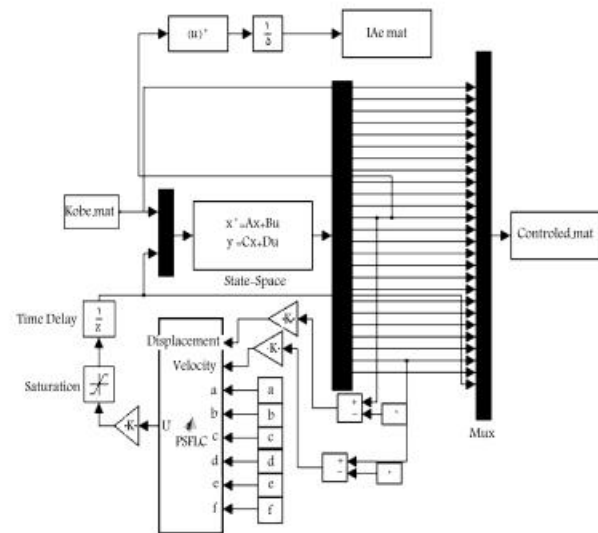 (u)²
1
s
IAe mat
Kobe.mat
x'=Ax+Bu
y=Cx+Du
State-Space
Controled.mat
Time Delay
1
z
Displacement
-K-
-K-
Velocity
Saturation
a
a
b
b
-K-
U
c
c
PSFLC
d
d
e
e
f
f
+
−
+
−
Mux